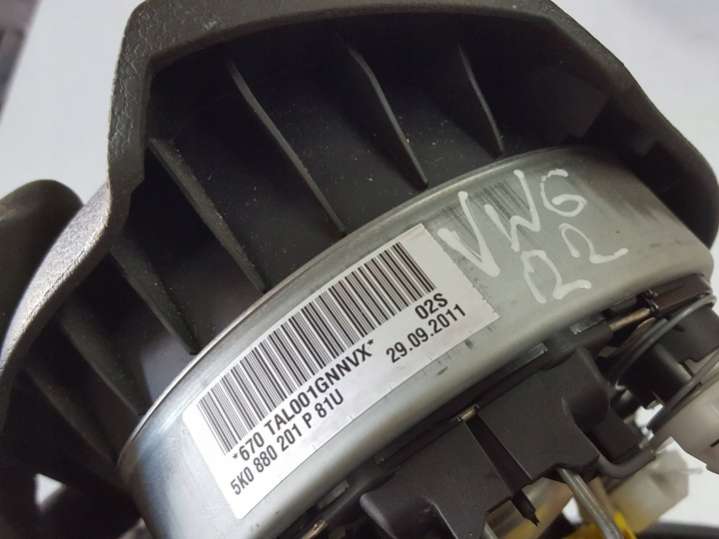 VWG
22
02S
*670 TAL001GNNVX* 29.09.2011
5K0 880 201 P 81U